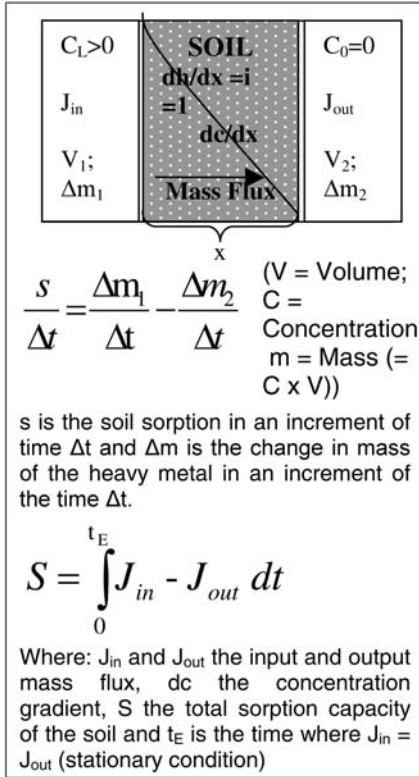 C_L>0
SOIL
C_0=0
dh/dx =i
=1
J_in
J_out
dc/dx
V_1;
Δm_1
V_2;
Δm_2
Mass Flux
x
s/Δt = Δm_1/Δt - Δm_2/Δt
(V = Volume;
C =
Concentration
m = Mass (=
C x V))
s is the soil sorption in an increment of
time Δt and Δm is the change in mass
of the heavy metal in an increment of
the time Δt.
S = ∫_0^{t_E} J_in - J_out dt
Where: J_in and J_out the input and output
mass flux, dc the concentration
gradient, S the total sorption capacity
of the soil and t_E is the time where J_in =
J_out (stationary condition)